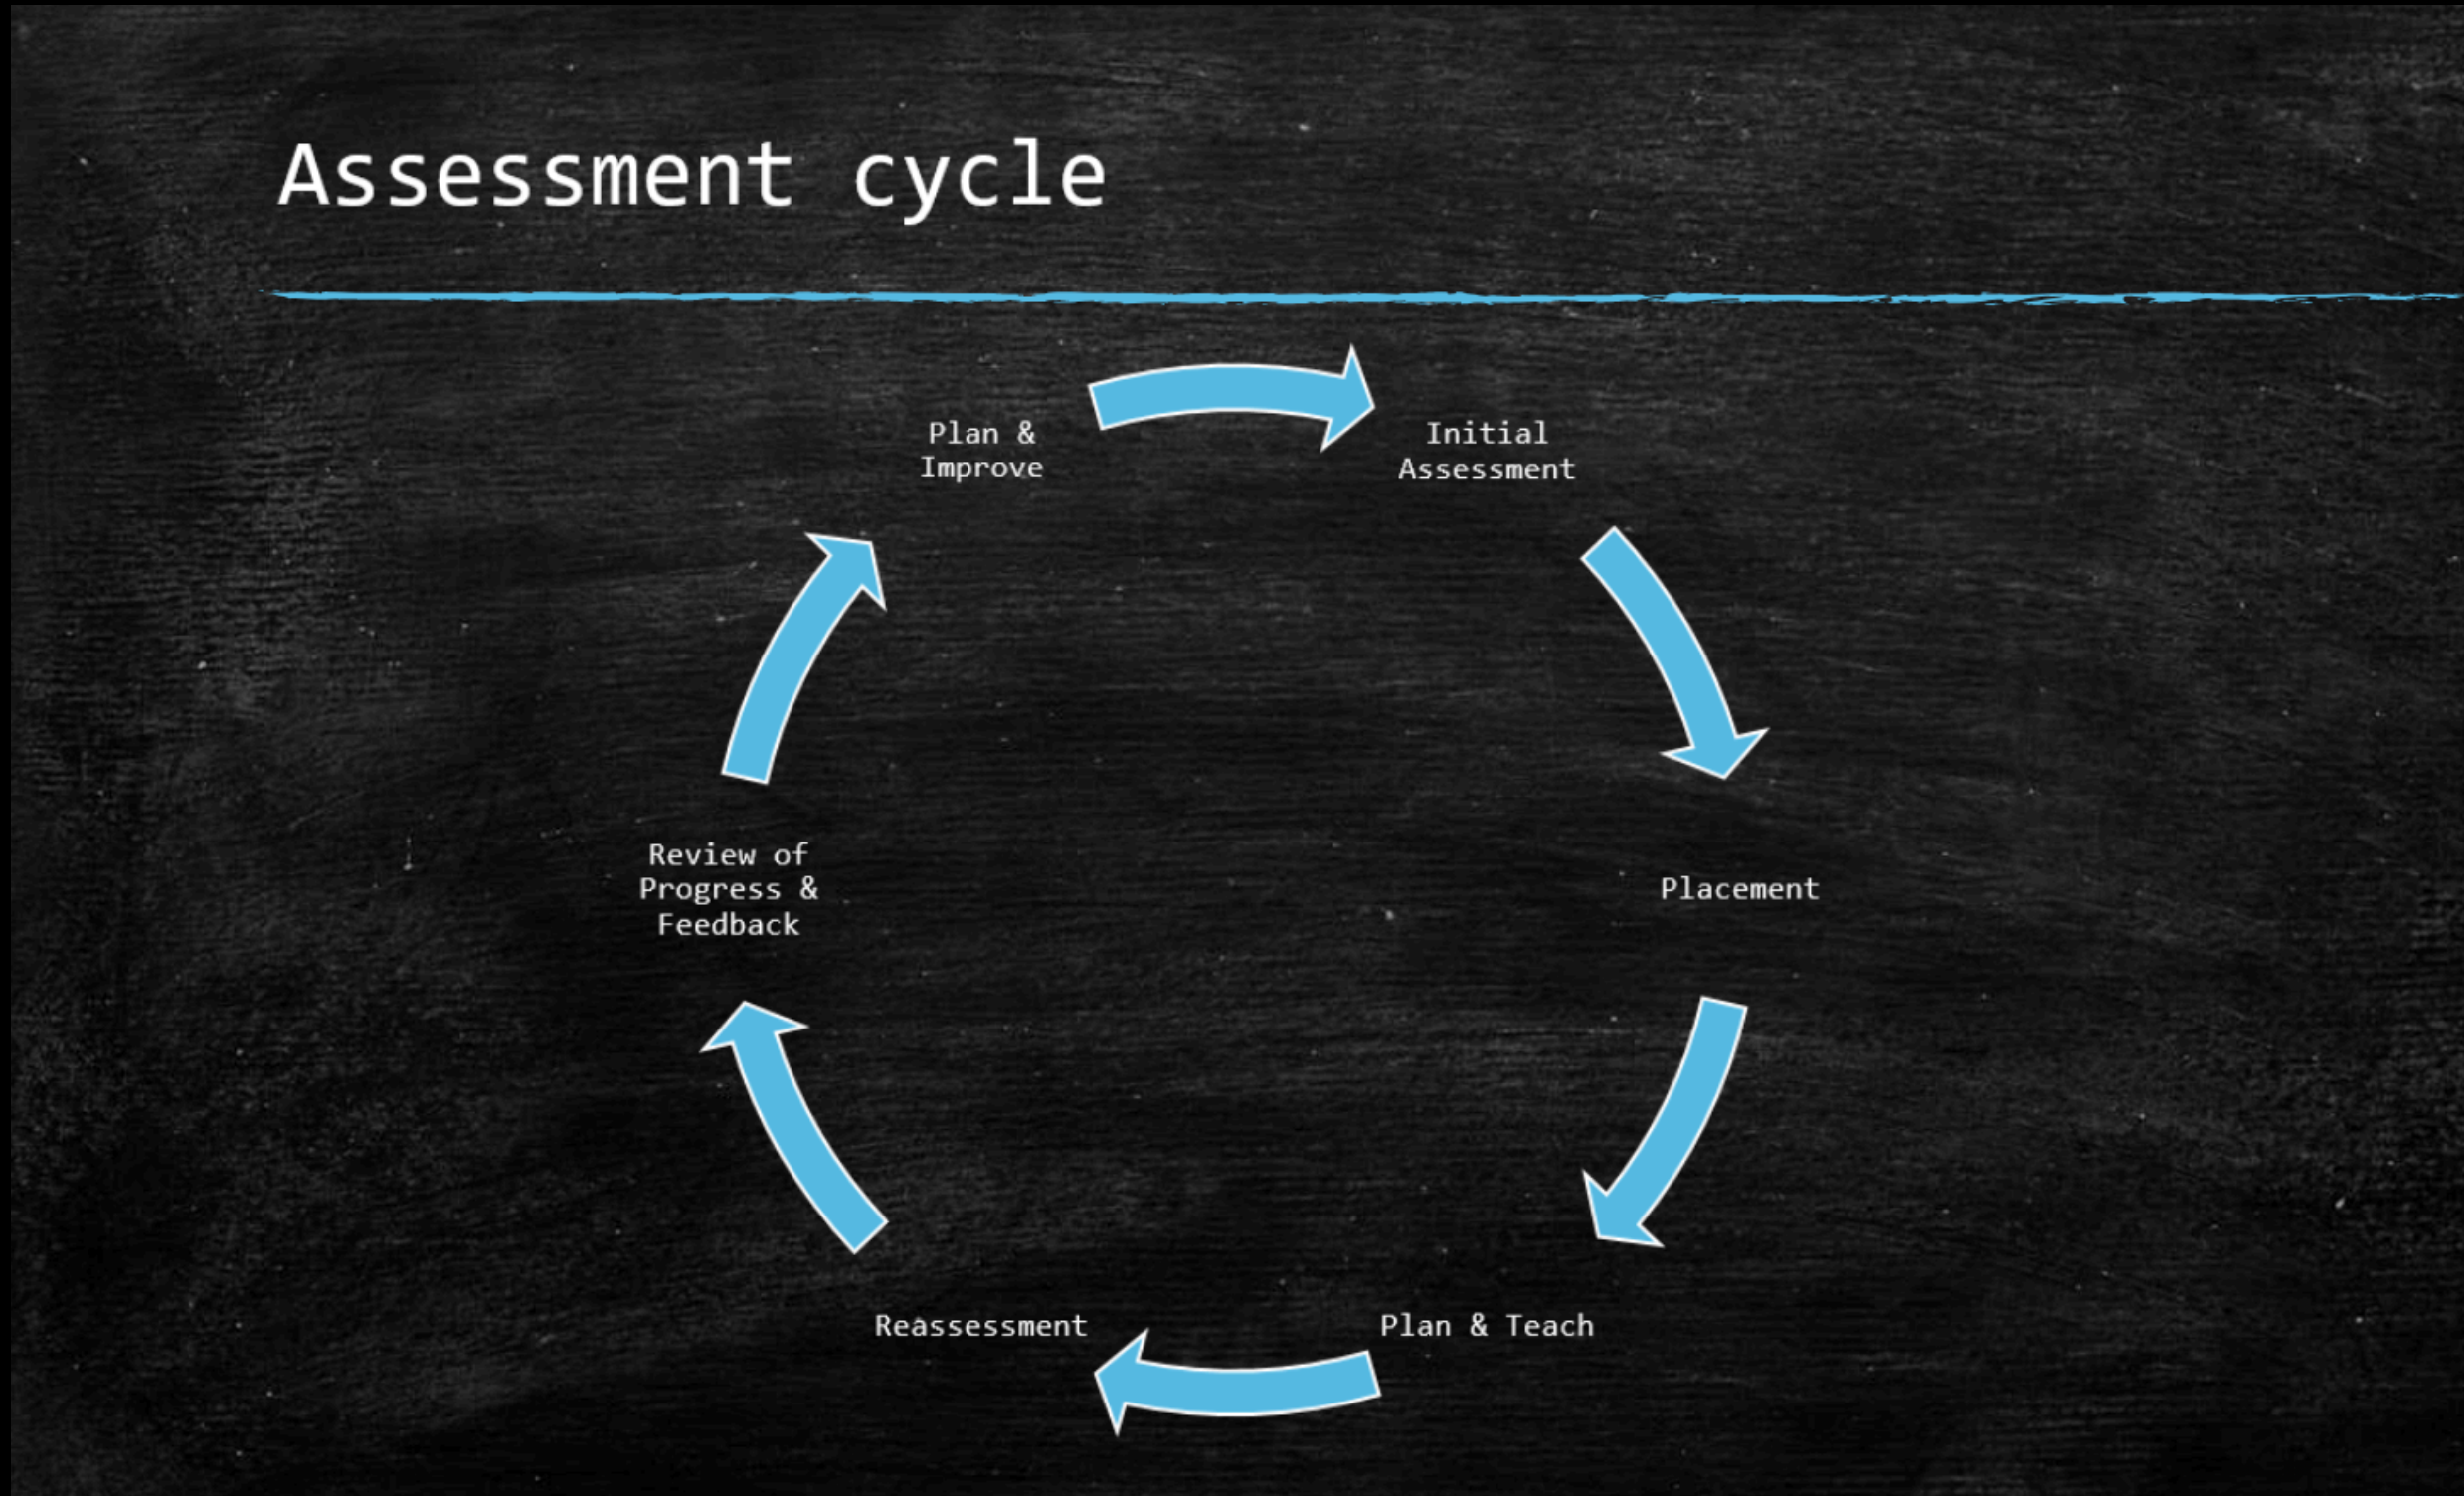 Assessment cycle
Plan &
Improve
Initial
Assessment
Placement
Plan & Teach
Reassessment
Review of
Progress &
Feedback